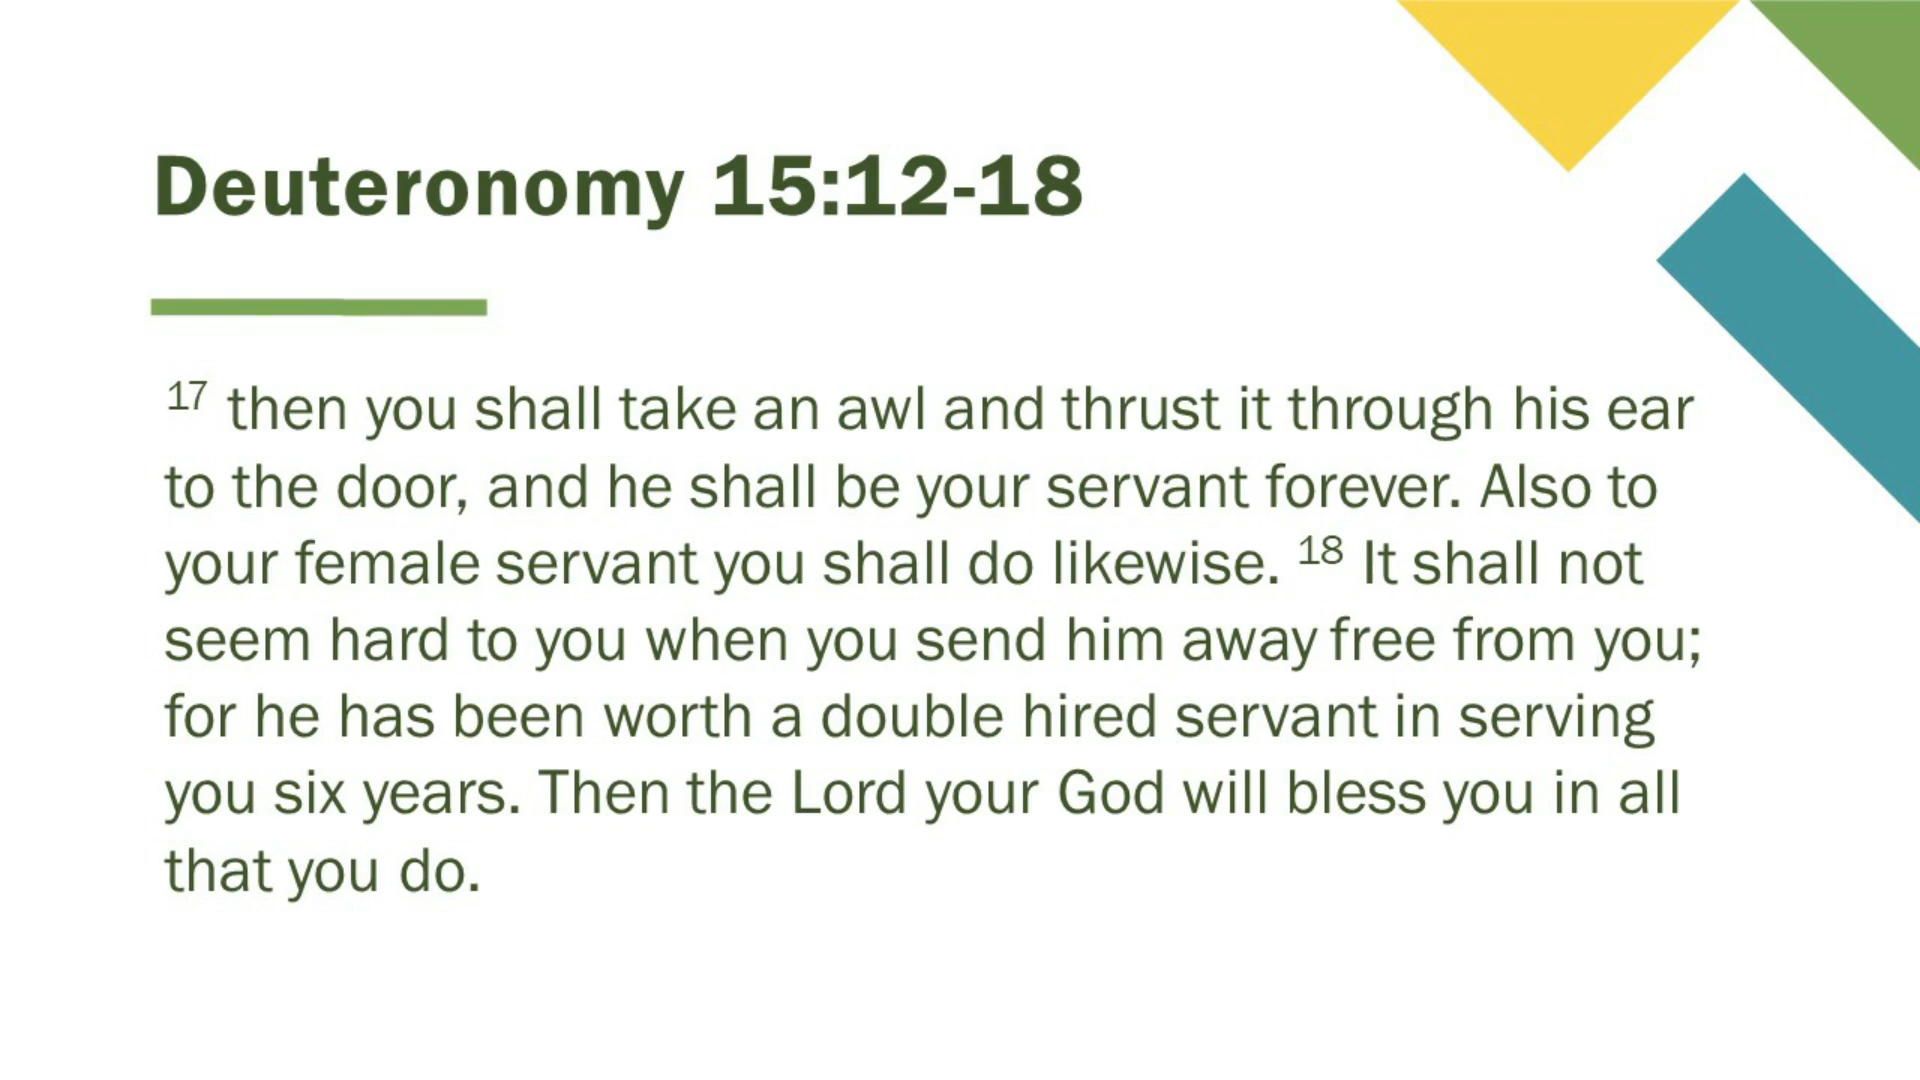 Deuteronomy 15:12-18
17 then you shall take an awl and thrust it through his ear
to the door, and he shall be your servant forever. Also to
your female servant you shall do likewise. 18 It shall not
seem hard to you when you send him away free from you;
for he has been worth a double hired servant in serving
you six years. Then the Lord your God will bless you in all
that you do.